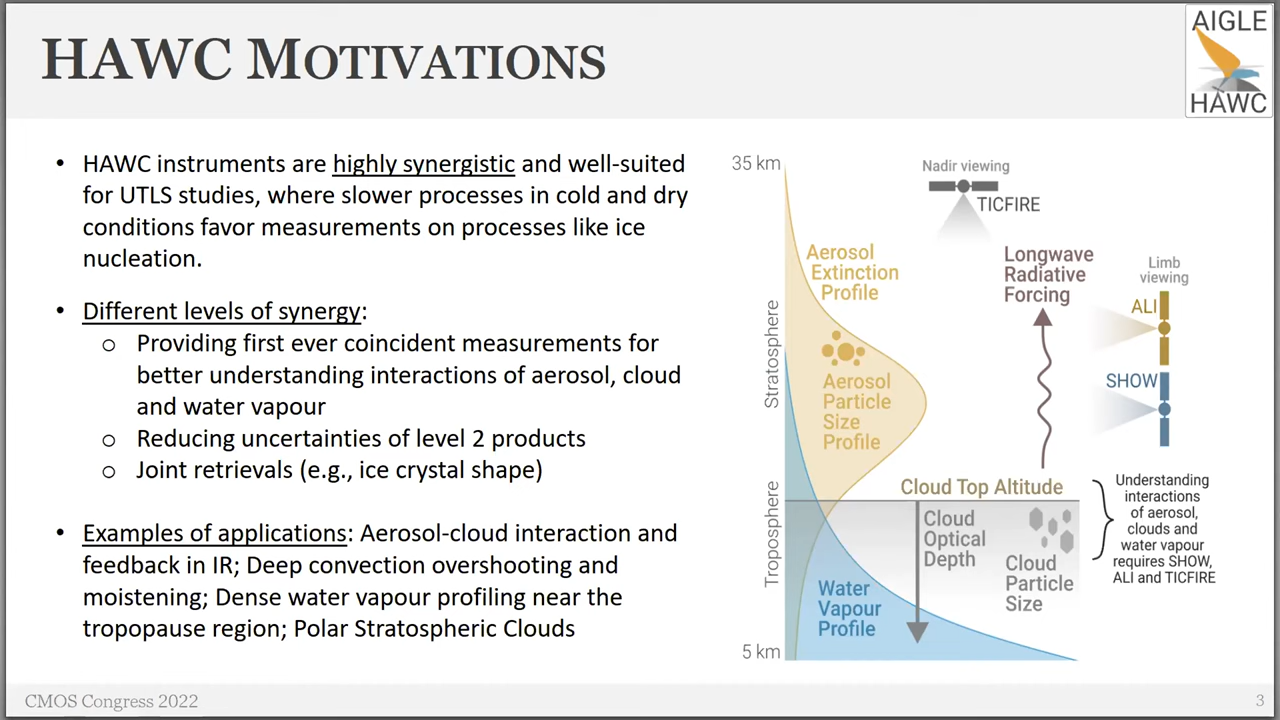 HAWC MOTIVATIONS
AIGLE
HAWC
• HAWC instruments are highly synergistic and well-suited
for UTLS studies, where slower processes in cold and dry
conditions favor measurements on processes like ice
nucleation.
• Different levels of synergy:
o Providing first ever coincident measurements for
better understanding interactions of aerosol, cloud
and water vapour
o Reducing uncertainties of level 2 products
o Joint retrievals (e.g., ice crystal shape)
• Examples of applications: Aerosol-cloud interaction and
feedback in IR; Deep convection overshooting and
moistening; Dense water vapour profiling near the
tropopause region; Polar Stratospheric Clouds
35 km
Nadir viewing
TICFIRE
Aerosol
Extinction
Profile
Longwave
Radiative
Forcing
Limb
viewing
ALI
SHOW
Stratosphere
Aerosol
Particle
Size
Profile
Cloud Top Altitude
Troposphere
Cloud
Optical
Depth
Cloud
Particle
Size
Understanding
interactions
of aerosol,
clouds and
water vapour
requires SHOW,
ALI and TICFIRE
Water
Vapour
Profile
5 km
CMOS Congress 2022
3